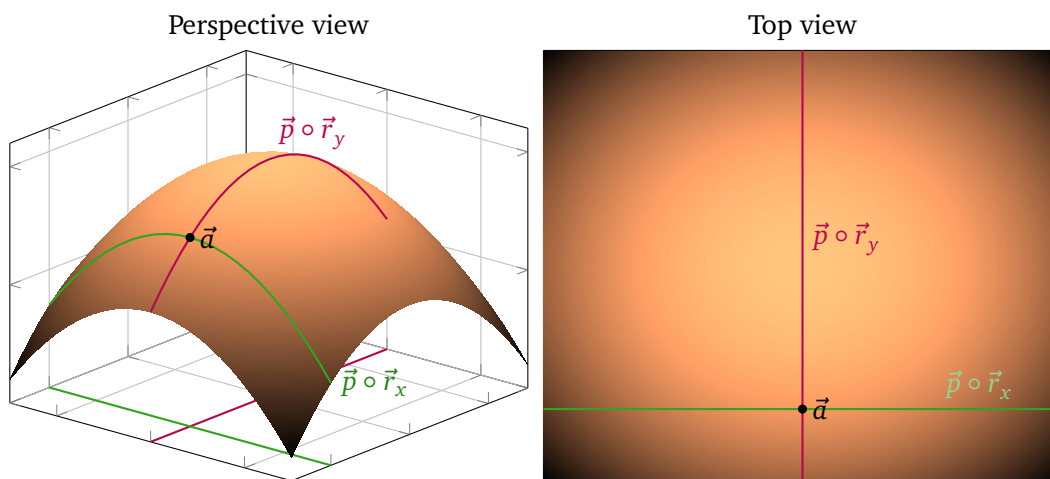 Perspective view
p⃗ ∘ r⃗_y
a⃗
p⃗ ∘ r⃗_x
Top view
p⃗ ∘ r⃗_y
p⃗ ∘ r⃗_x
a⃗